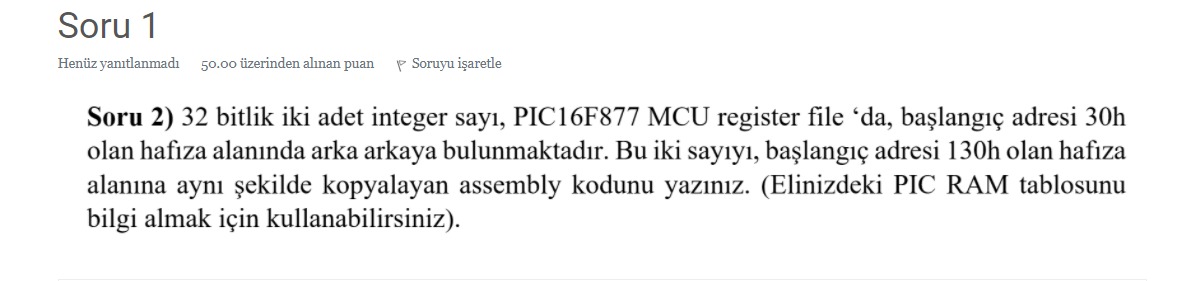 Soru 1
Henüz yanıtlanmadı 50.00 üzerinden alınan puan Soruyu işaretle
Soru 2) 32 bitlik iki adet integer sayı, PIC16F877 MCU register file ‘da, başlangıç adresi 30h
olan hafıza alanında arka arkaya bulunmaktadır. Bu iki sayıyı, başlangıç adresi 130h olan hafıza
alanına aynı şekilde kopyalayan assembly kodunu yazınız. (Elinizdeki PIC RAM tablosunu
bilgi almak için kullanabilirsiniz).